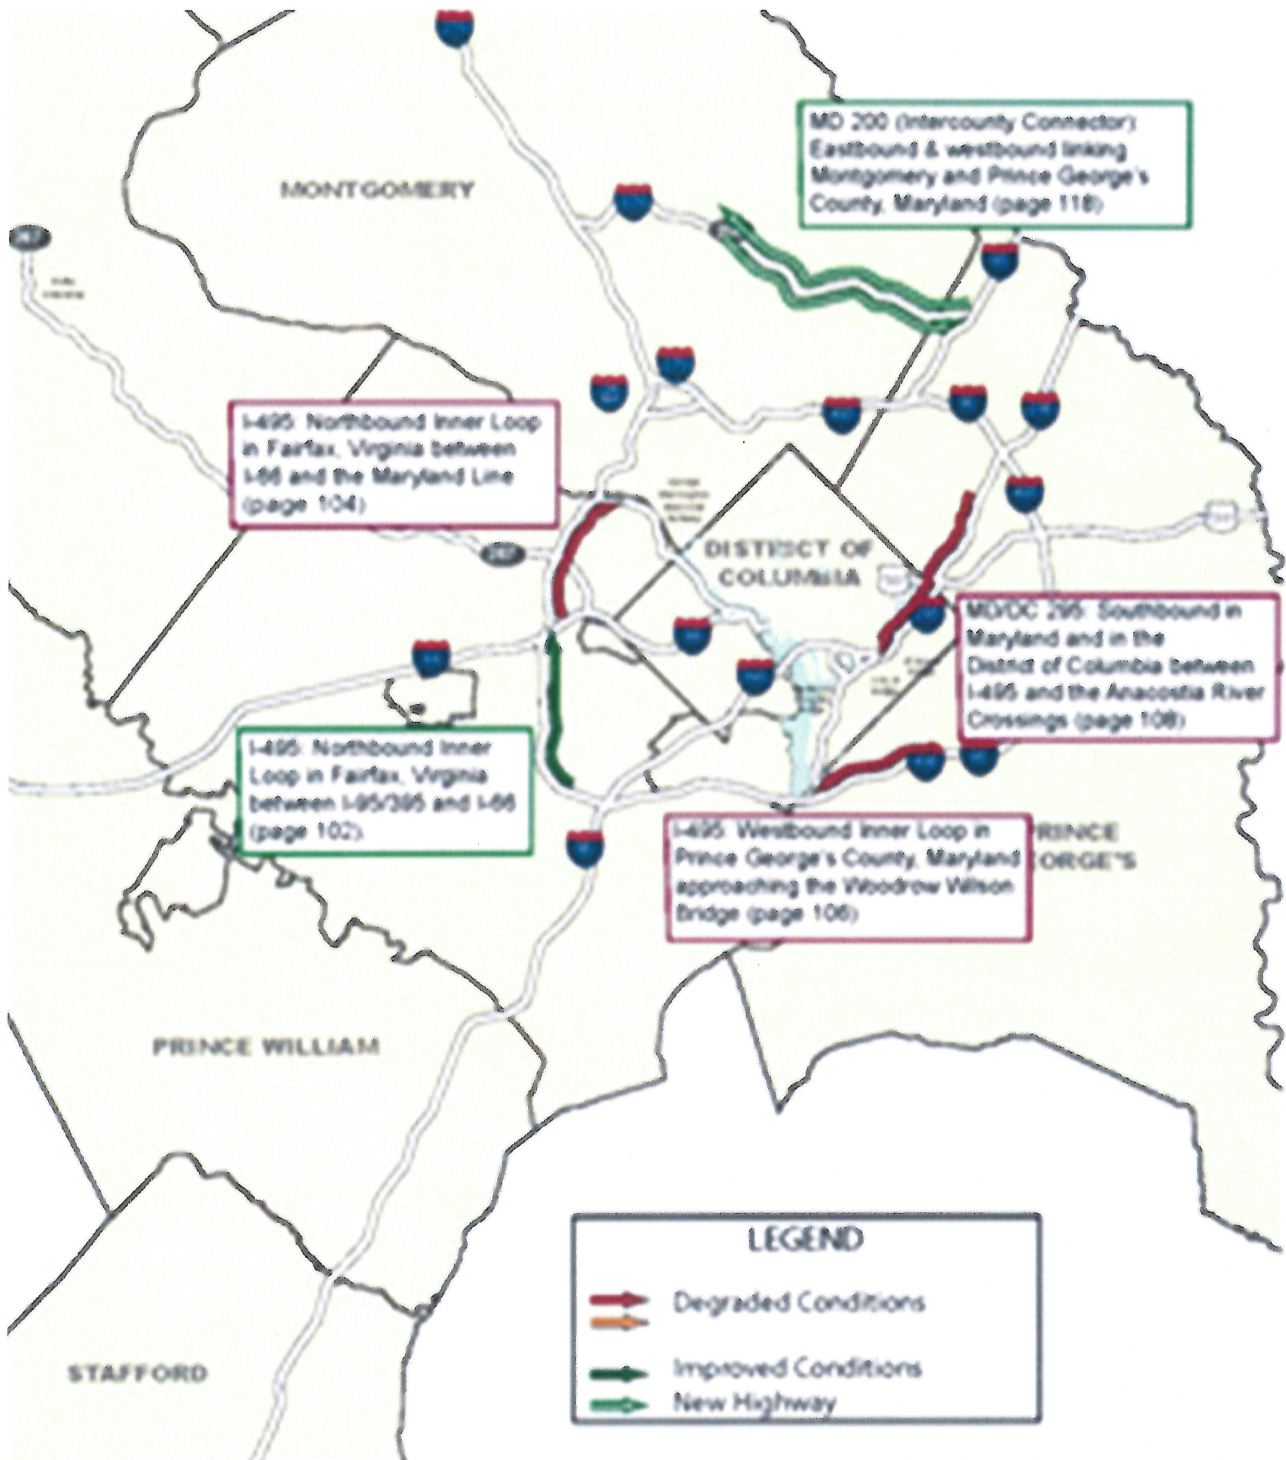 MD 200 (Intercounty Connector):
Eastbound & westbound linking
Montgomery and Prince George's
County, Maryland (page 118)
MONTGOMERY
267
I-495: Northbound Inner Loop
in Fairfax, Virginia between
I-66 and the Maryland Line
(page 104)
DISTRICT OF
COLUMBIA
267
MD/DC 295: Southbound in
Maryland and in the
District of Columbia between
I-495 and the Anacostia River
Crossings (page 108)
I-495: Northbound Inner
Loop in Fairfax, Virginia
between I-95/395 and I-66
(page 102).
I-495: Westbound Inner Loop in
Prince George's County, Maryland
approaching the Woodrow Wilson
Bridge (page 106)
RINCE
ORGE'S
PRINCE WILLIAM
STAFFORD
LEGEND
Degraded Conditions
Improved Conditions
New Highway